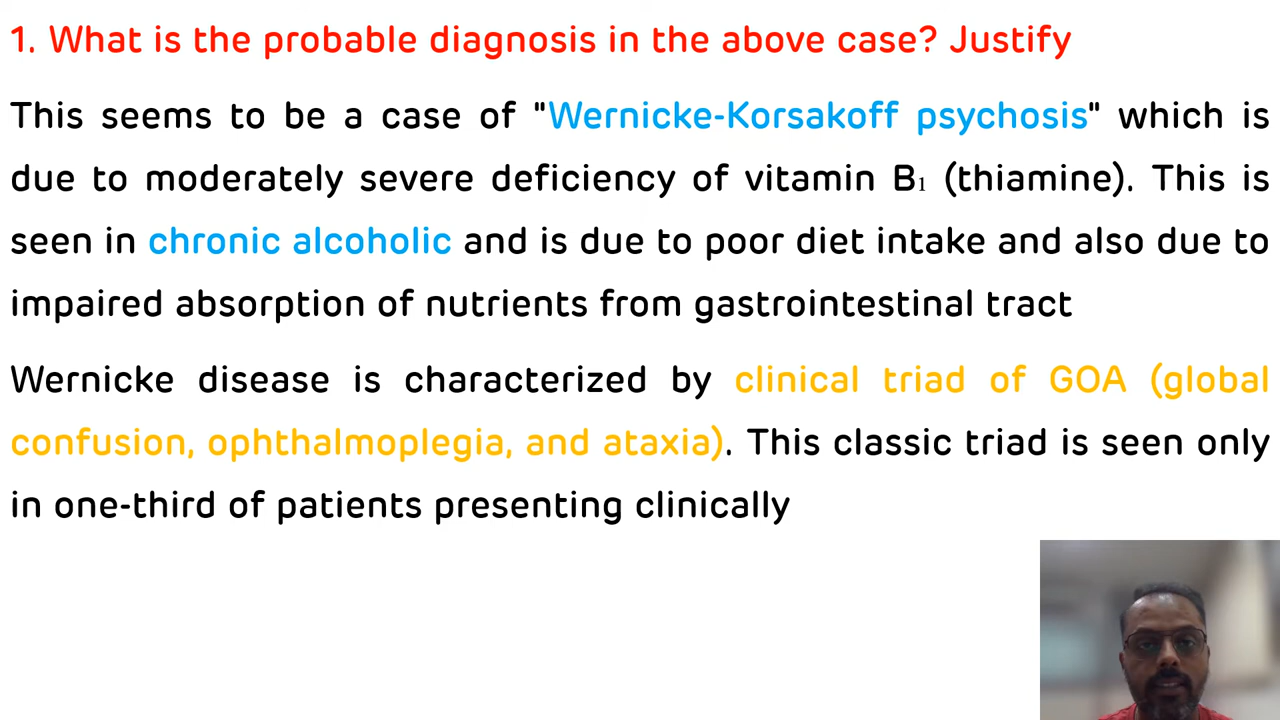 1. What is the probable diagnosis in the above case? Justify
This seems to be a case of "Wernicke-Korsakoff psychosis" which is
due to moderately severe deficiency of vitamin B₁ (thiamine). This is
seen in chronic alcoholic and is due to poor diet intake and also due to
impaired absorption of nutrients from gastrointestinal tract
Wernicke disease is characterized by clinical triad of GOA (global
confusion, ophthalmoplegia, and ataxia). This classic triad is seen only
in one-third of patients presenting clinically